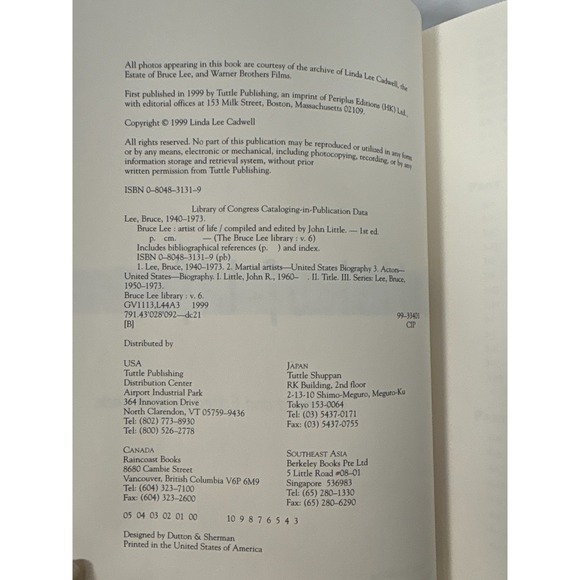 All photos appearing in this book are courtesy of the archive of Linda Lee Cadwell, the
Estate of Bruce Lee, and Warner Brothers Films.
First published in 1999 by Tuttle Publishing, an imprint of Periplus Editions (HK) Ltd.,
with editorial offices at 153 Milk Street, Boston, Massachusetts 02109.
Copyright © 1999 Linda Lee Cadwell
All rights reserved. No part of this publication may be reproduced or utilized in any form
or by any means, electronic or mechanical, including photocopying, recording, or by any
information storage and retrieval system, without prior
written permission from Tuttle Publishing.
ISBN 0-8048-3131-9
Library of Congress Cataloging-in-Publication Data
Lee, Bruce, 1940–1973.
Bruce Lee : artist of life / compiled and edited by John Little. — 1st ed.
p. cm. — (The Bruce Lee library : v. 6)
Includes bibliographical references (p. ) and index.
ISBN 0-8048-3131-9 (pb)
1. Lee, Bruce, 1940–1973. 2. Martial artists—United States Biography 3. Actors—
United States—Biography. I. Little, John R., 1960– . II. Title. III. Series: Lee, Bruce,
1950–1973.
Bruce Lee library : v. 6.
GV1113.L44A3 1999
791.43'028'092—dc21 99-33401
[B] CIP
Distributed by
USA
Tuttle Publishing
Distribution Center
Airport Industrial Park
364 Innovation Drive
North Clarendon, VT 05759–9436
Tel: (802) 773–8930
Tel: (800) 526–2778
JAPAN
Tuttle Shuppan
RK Building, 2nd floor
2-13-10 Shimo-Meguro, Meguro-Ku
Tokyo 153-0064
Tel: (03) 5437-0171
Fax: (03) 5437-0755
CANADA
Raincoast Books
8680 Cambie Street
Vancouver, British Columbia V6P 6M9
Tel: (604) 323–7100
Fax: (604) 323–2600
SOUTHEAST ASIA
Berkeley Books Pte Ltd
5 Little Road #08–01
Singapore 536983
Tel: (65) 280–1330
Fax: (65) 280-6290
05 04 03 02 01 00 10 9 8 7 6 5 4 3
Designed by Dutton & Sherman
Printed in the United States of America